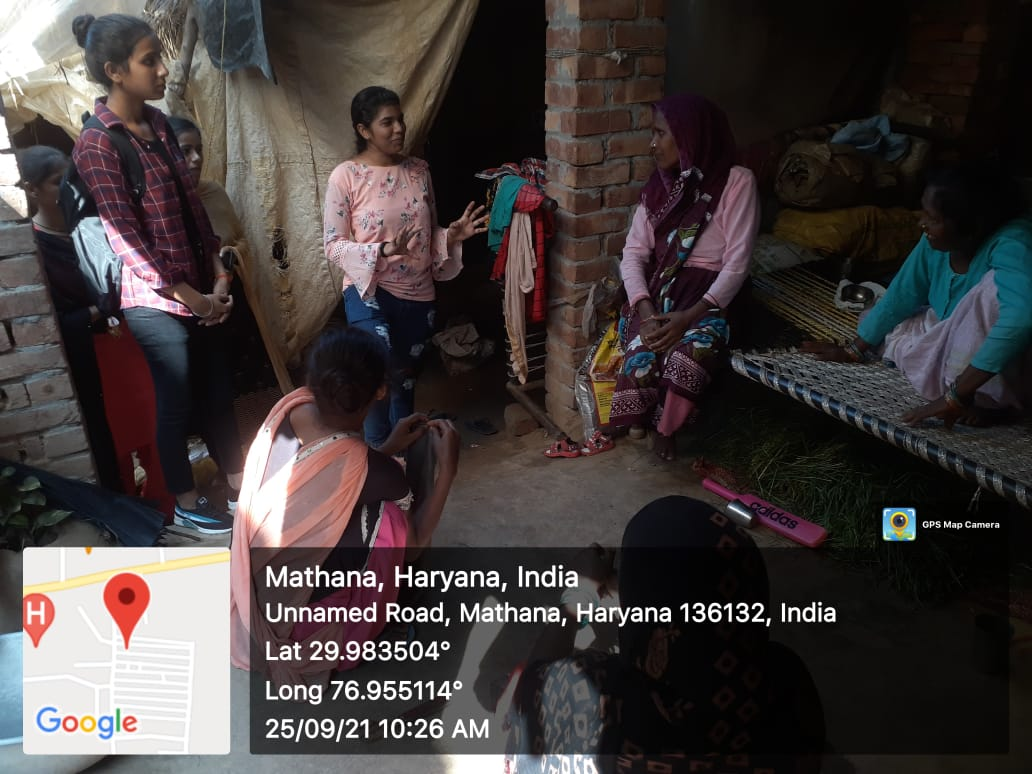 adidas
GPS Map Camera
H
Google
Mathana, Haryana, India
Unnamed Road, Mathana, Haryana 136132, India
Lat 29.983504°
Long 76.955114°
25/09/21 10:26 AM